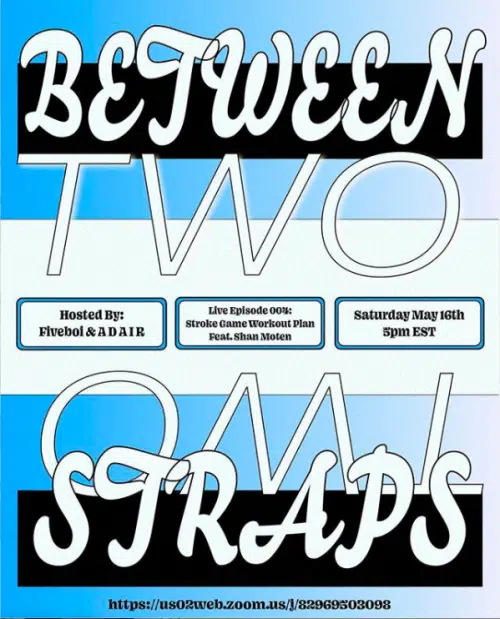 BETWEEN
TWO
Hosted By:
Fiveboi & A D A I R
Live Episode 004:
Stroke Game Workout Plan
Feat. Shan Moten
Saturday May 16th
5pm EST
TWO
STRAPS
https://us02web.zoom.us/j/82969503098